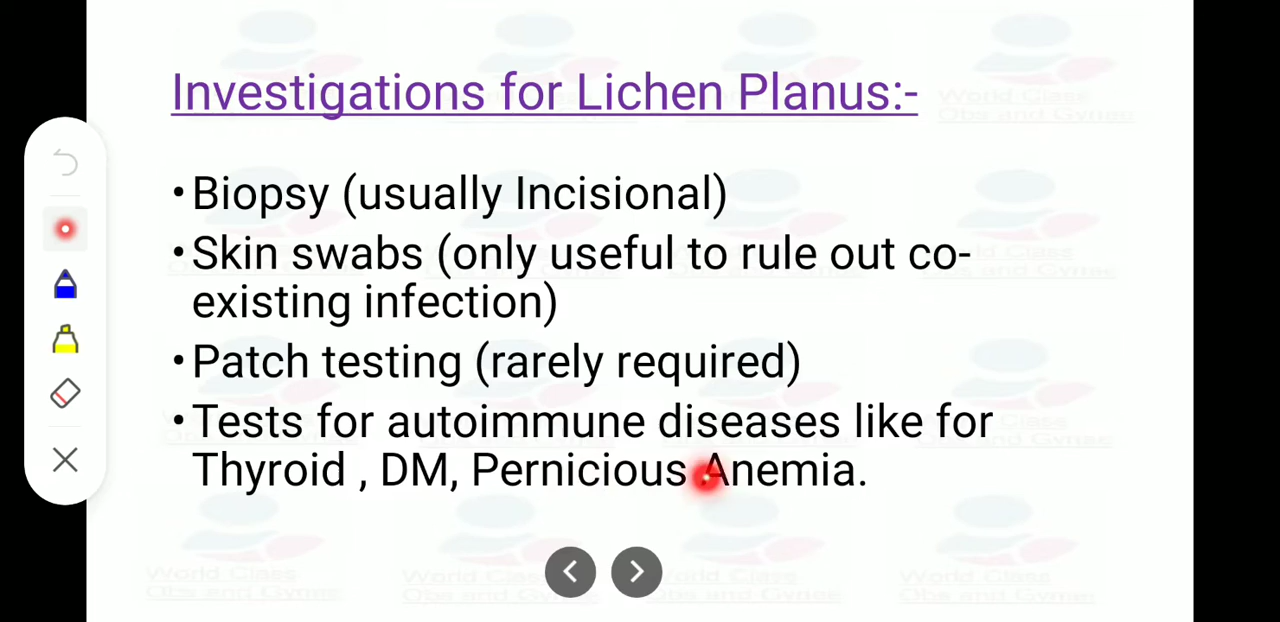 Investigations for Lichen Planus:-
•Biopsy (usually Incisional)
•Skin swabs (only useful to rule out co-
existing infection)
•Patch testing (rarely required)
•Tests for autoimmune diseases like for
Thyroid , DM, Pernicious Anemia.
World Class
Obs and Gynec